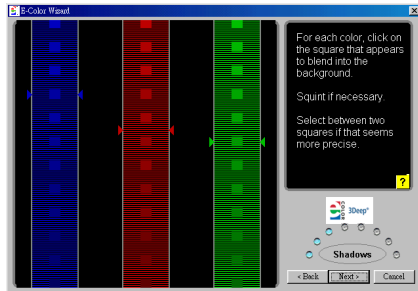 E-Color Wizard
For each color, click on
the square that appears
to blend into the
background.
Squint if necessary.
Select between two
squares if that seems
more precise.
?
COLOR
3Deep®
Shadows
< Back
Next >
Cancel